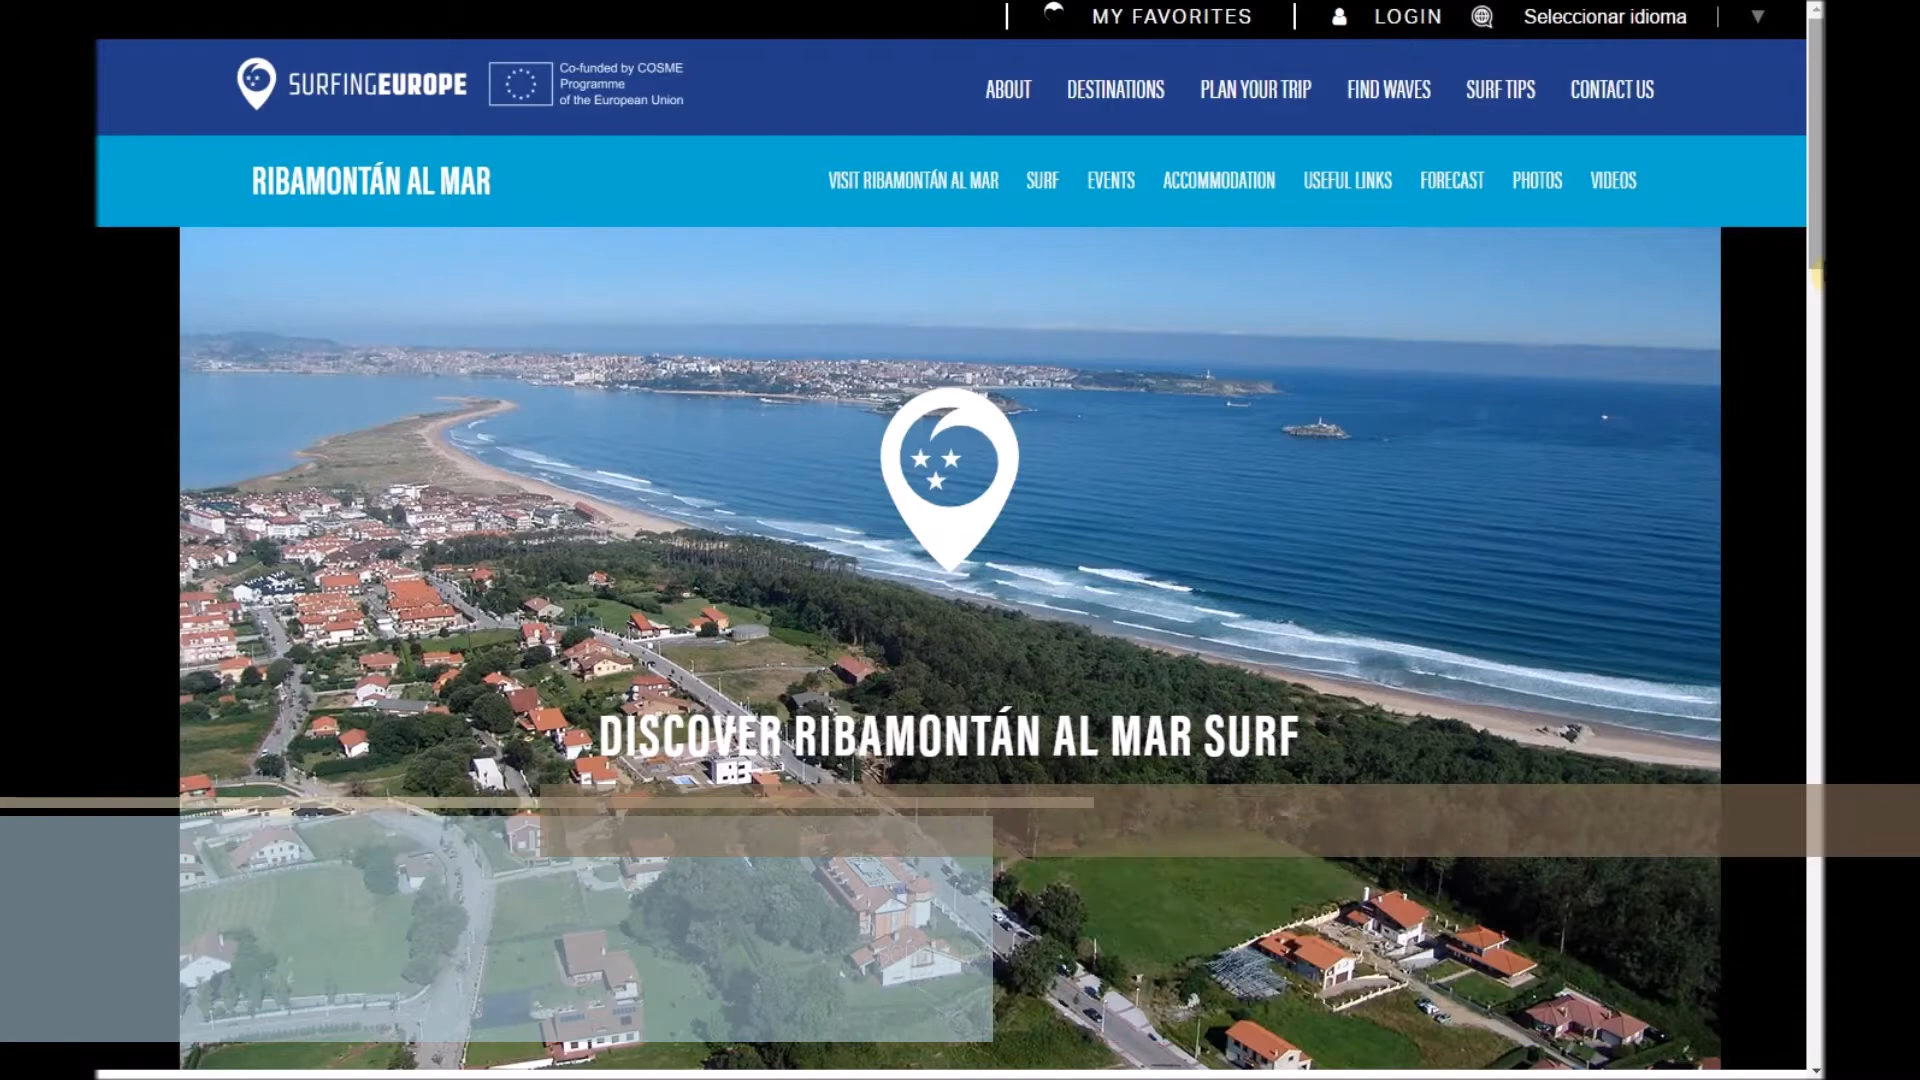 MY FAVORITES
LOGIN
Seleccionar idioma
SURFINGEUROPE
Co-funded by COSME
Programme
of the European Union
ABOUT
DESTINATIONS
PLAN YOUR TRIP
FIND WAVES
SURF TIPS
CONTACT US
RIBAMONTÁN AL MAR
VISIT RIBAMONTÁN AL MAR
SURF
EVENTS
ACCOMMODATION
USEFUL LINKS
FORECAST
PHOTOS
VIDEOS
DISCOVER RIBAMONTÁN AL MAR SURF